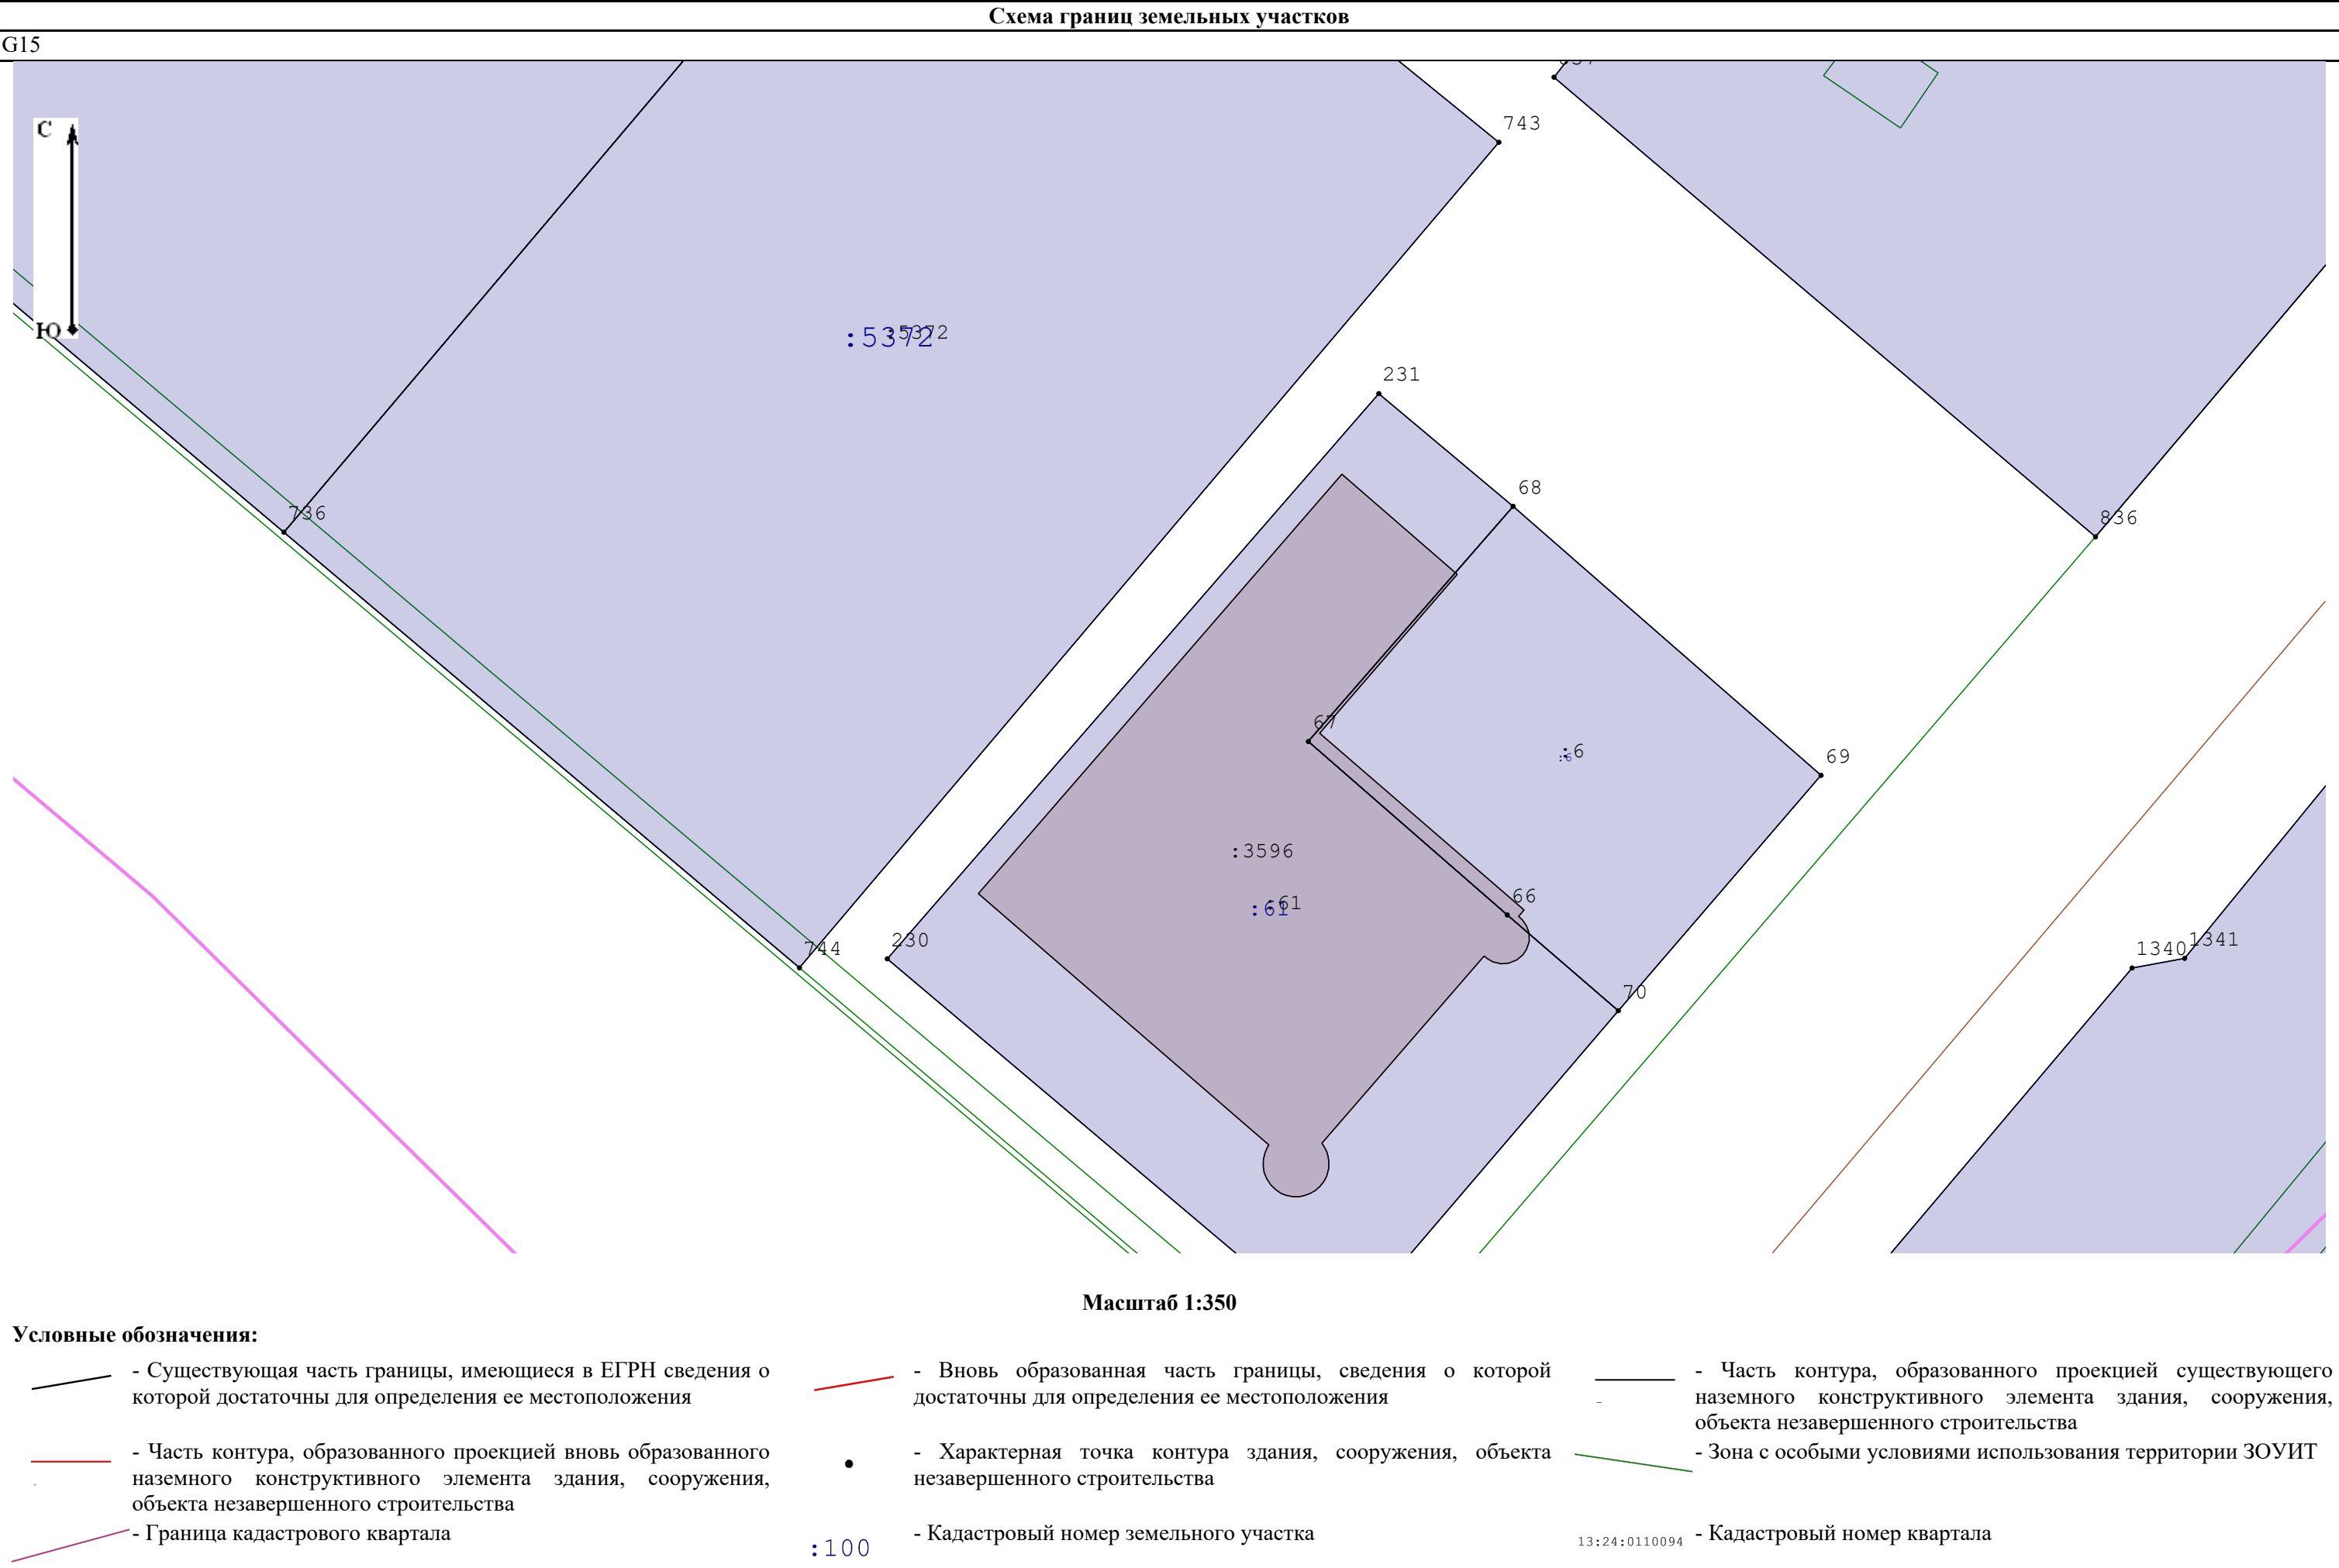 Схема границ земельных участков
G15
743
С
Ю
:5372
:5372
231
68
736
836
67
:6
:6
69
:3596
:61
:61
66
744
230
1340
1341
70
Масштаб 1:350
Условные обозначения:
- Существующая часть границы, имеющиеся в ЕГРН сведения о
которой достаточны для определения ее местоположения
- Вновь образованная часть границы, сведения о которой
достаточны для определения ее местоположения
- Часть контура, образованного проекцией существующего
наземного конструктивного элемента здания, сооружения,
объекта незавершенного строительства
- Часть контура, образованного проекцией вновь образованного
наземного конструктивного элемента здания, сооружения,
объекта незавершенного строительства
- Характерная точка контура здания, сооружения, объекта
незавершенного строительства
- Зона с особыми условиями использования территории ЗОУИТ
- Граница кадастрового квартала
:100
- Кадастровый номер земельного участка
13:24:0110094
- Кадастровый номер квартала